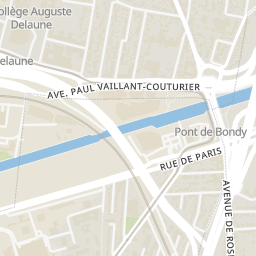 Collège Auguste
Delaune
Delaune
AVE. PAUL VAILLANT-COUTURIER
Pont de Bondy
RUE DE PARIS
AVENUE DE ROS